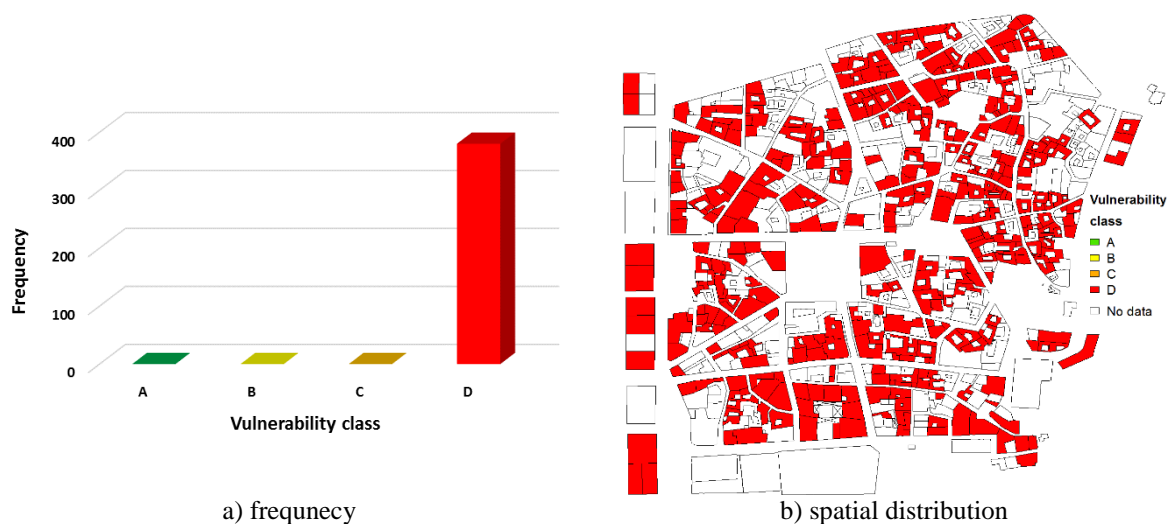 400
300
200
100
0
Frequency
A B C D
Vulnerability class
a) frequnecy
Vulnerability
class
A
B
C
D
No data
b) spatial distribution